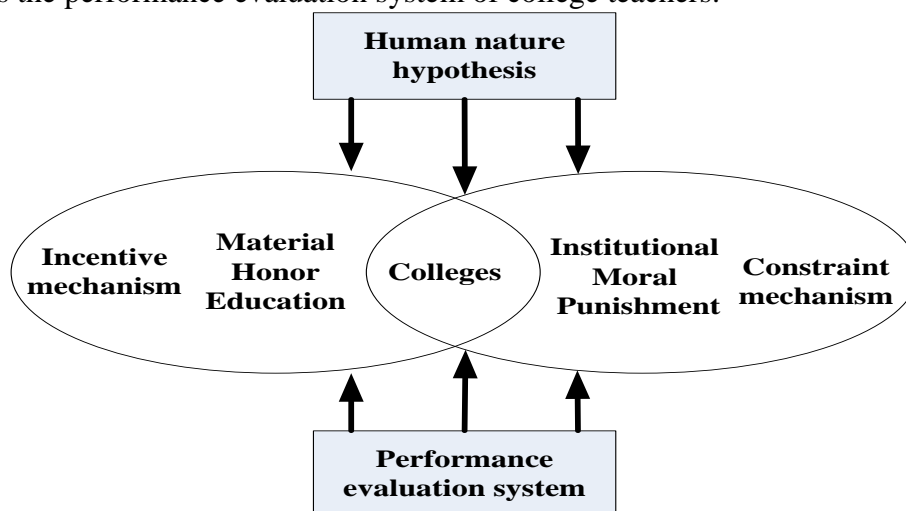 the performance evaluation system of college teachers.
Human nature
hypothesis
Incentive
mechanism
Material
Honor
Education
Colleges
Institutional
Moral
Punishment
Constraint
mechanism
Performance
evaluation system